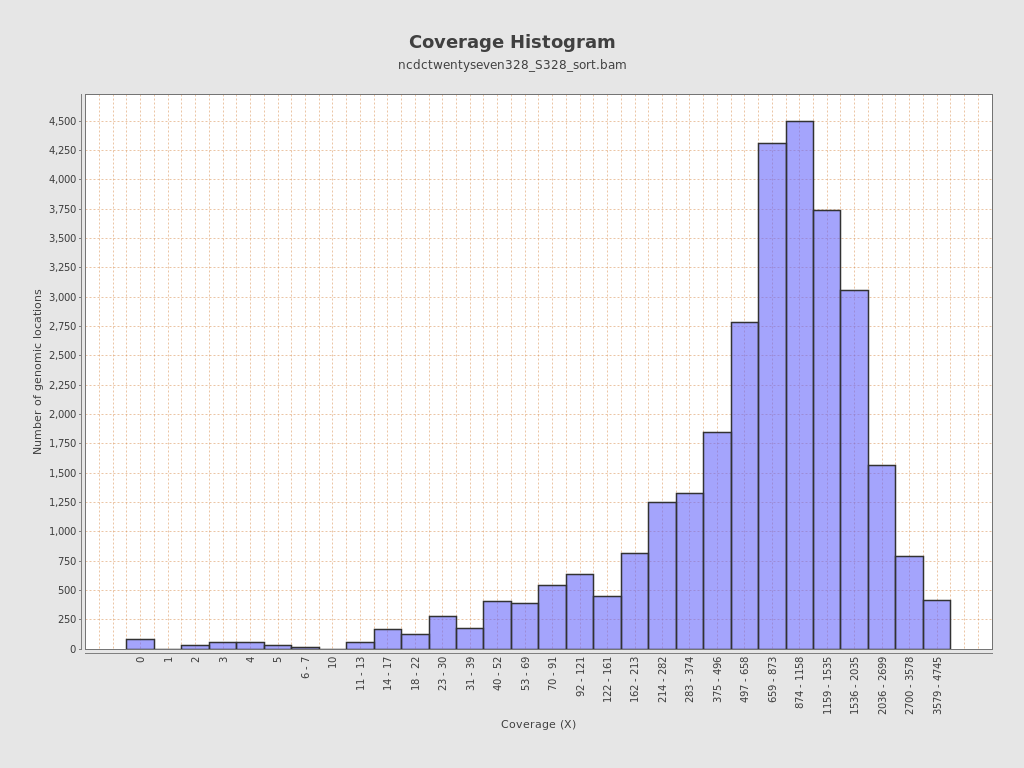 Coverage Histogram
ncdctwentyseven328_S328_sort.bam
Number of genomic locations
4,500
4,250
4,000
3,750
3,500
3,250
3,000
2,750
2,500
2,250
2,000
1,750
1,500
1,250
1,000
750
500
250
0
0
1
2
3
4
5
6 - 7
10
11 - 13
14 - 17
18 - 22
23 - 30
31 - 39
40 - 52
53 - 69
70 - 91
92 - 121
122 - 161
162 - 213
214 - 282
283 - 374
375 - 496
497 - 658
659 - 873
874 - 1158
1159 - 1535
1536 - 2035
2036 - 2699
2700 - 3578
3579 - 4745
Coverage (X)